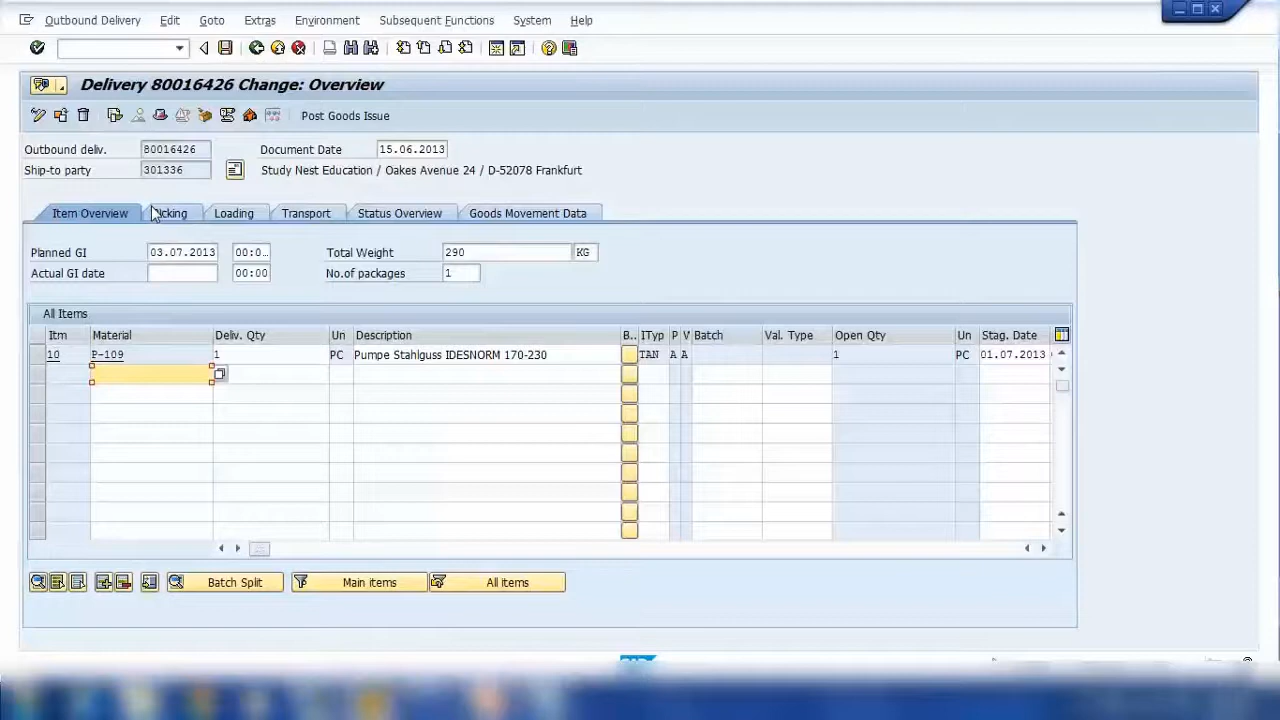 Outbound Delivery Edit Goto Extras Environment Subsequent Functions System Help
Delivery 80016426 Change: Overview
Post Goods Issue
Outbound deliv. 80016426 Document Date 15.06.2013
Ship-to party 301336 Study Nest Education / Oakes Avenue 24 / D-52078 Frankfurt
Item Overview Picking Loading Transport Status Overview Goods Movement Data
Planned GI 03.07.2013 00:0... Total Weight 290 KG
Actual GI date 00:00 No.of packages 1
All Items
Itm Material Deliv. Qty Un Description B.. ITyp P V Batch Val. Type Open Qty Un Stag. Date
10 P-109 1 PC Pumpe Stahlguss IDESNORM 170-230 TAN A A 1 PC 01.07.2013
Batch Split Main items All items